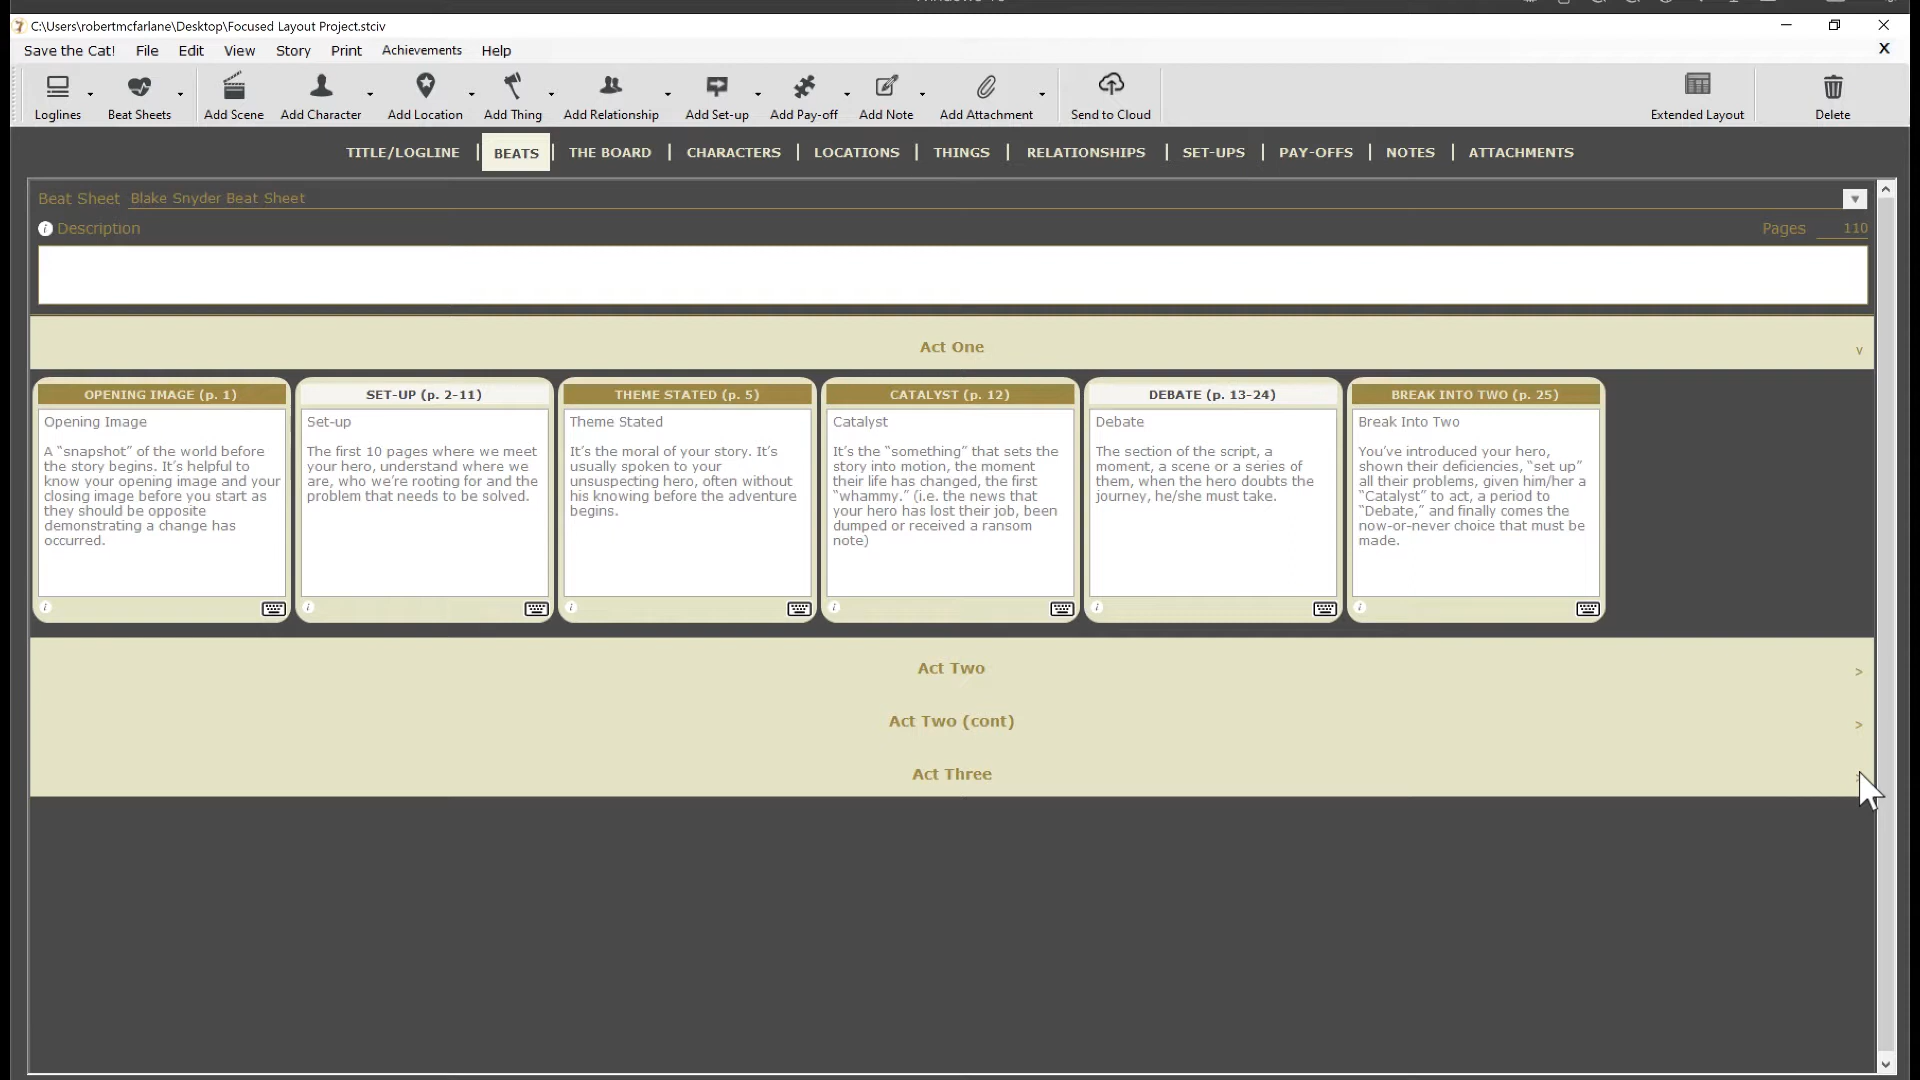 C:\Users\robertmcfarlane\Desktop\Focused Layout Project.stciv
Save the Cat! File Edit View Story Print Achievements Help X
Loglines Beat Sheets Add Scene Add Character Add Location Add Thing Add Relationship Add Set-up Add Pay-off Add Note Add Attachment Send to Cloud Extended Layout Delete
TITLE/LOGLINE | BEATS | THE BOARD | CHARACTERS | LOCATIONS | THINGS | RELATIONSHIPS | SET-UPS | PAY-OFFS | NOTES | ATTACHMENTS
Beat Sheet Blake Snyder Beat Sheet
i Description Pages 110
Act One v
OPENING IMAGE (p. 1)
Opening Image
A “snapshot” of the world before
the story begins. It’s helpful to
know your opening image and your
closing image before you start as
they should be opposite
demonstrating a change has
occurred.
i
SET-UP (p. 2-11)
Set-up
The first 10 pages where we meet
your hero, understand where we
are, who we’re rooting for and the
problem that needs to be solved.
i
THEME STATED (p. 5)
Theme Stated
It’s the moral of your story. It’s
usually spoken to your
unsuspecting hero, often without
his knowing before the adventure
begins.
i
CATALYST (p. 12)
Catalyst
It’s the “something” that sets the
story into motion, the moment
their life has changed, the first
“whammy.” (i.e. the news that
your hero has lost their job, been
dumped or received a ransom
note)
i
DEBATE (p. 13-24)
Debate
The section of the script, a
moment, a scene or a series of
them, when the hero doubts the
journey, he/she must take.
i
BREAK INTO TWO (p. 25)
Break Into Two
You’ve introduced your hero,
shown their deficiencies, “set up”
all their problems, given him/her a
“Catalyst” to act, a period to
“Debate,” and finally comes the
now-or-never choice that must be
made.
i
Act Two >
Act Two (cont) >
Act Three